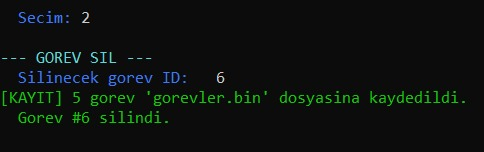 Secim: 2
--- GOREV SIL ---
Silinecek gorev ID:   6
[KAYIT] 5 gorev 'gorevler.bin' dosyasina kaydedildi.
Gorev #6 silindi.